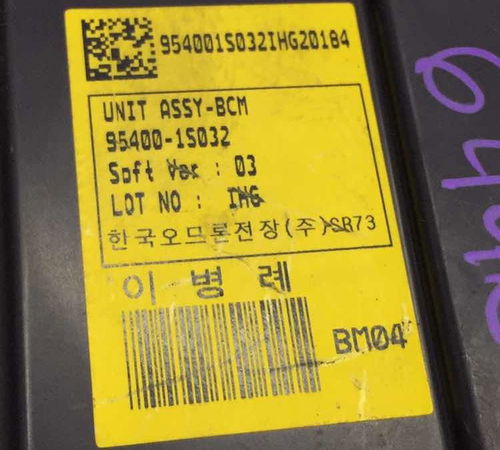 954001S032IHG20184
UNIT ASSY-BCM
95400-1S032
Soft Ver : 03
LOT NO : IHG
한국오므론전장(주)SR73
이병례
BM04